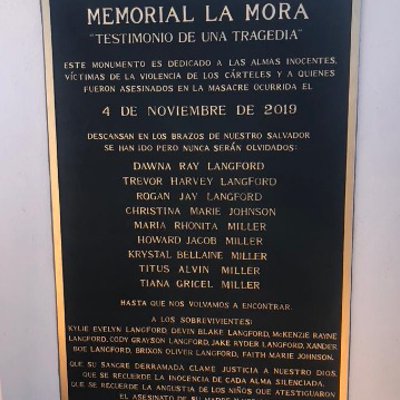 MEMORIAL LA MORA
"TESTIMONIO DE UNA TRAGEDIA"
ESTE MONUMENTO ES DEDICADO A LAS ALMAS INOCENTES,
VÍCTIMAS DE LA VIOLENCIA DE LOS CÁRTELES Y A QUIENES
FUERON ASESINADOS EN LA MASACRE OCURRIDA EL
4 DE NOVIEMBRE DE 2019
DESCANSAN EN LOS BRAZOS DE NUESTRO SALVADOR
SE HAN IDO PERO NUNCA SERÁN OLVIDADOS:
DAWNA RAY LANGFORD
TREVOR HARVEY LANGFORD
ROGAN JAY LANGFORD
CHRISTINA MARIE JOHNSON
MARIA RHONITA MILLER
HOWARD JACOB MILLER
KRYSTAL BELLAINE MILLER
TITUS ALVIN MILLER
TIANA GRICEL MILLER
HASTA QUE NOS VOLVAMOS A ENCONTRAR.
A LOS SOBREVIVIENTES:
KYLIE EVELYN LANGFORD, DEVIN BLAKE LANGFORD, McKENZIE RAYNE
LANGFORD, CODY GRAYSON LANGFORD, JAKE RYDER LANGFORD, XANDER
BOE LANGFORD, BRIXON OLIVER LANGFORD, FAITH MARIE JOHNSON.
QUE SU SANGRE DERRAMADA CLAME JUSTICIA A NUESTRO DIOS,
QUE SE RECUERDE LA INOCENCIA DE CADA ALMA SILENCIADA.
QUE SE RECUERDE LA ANGUSTIA DE LOS NIÑOS QUE ATESTIGUARON
EL ASESINATO DE SU MADRE